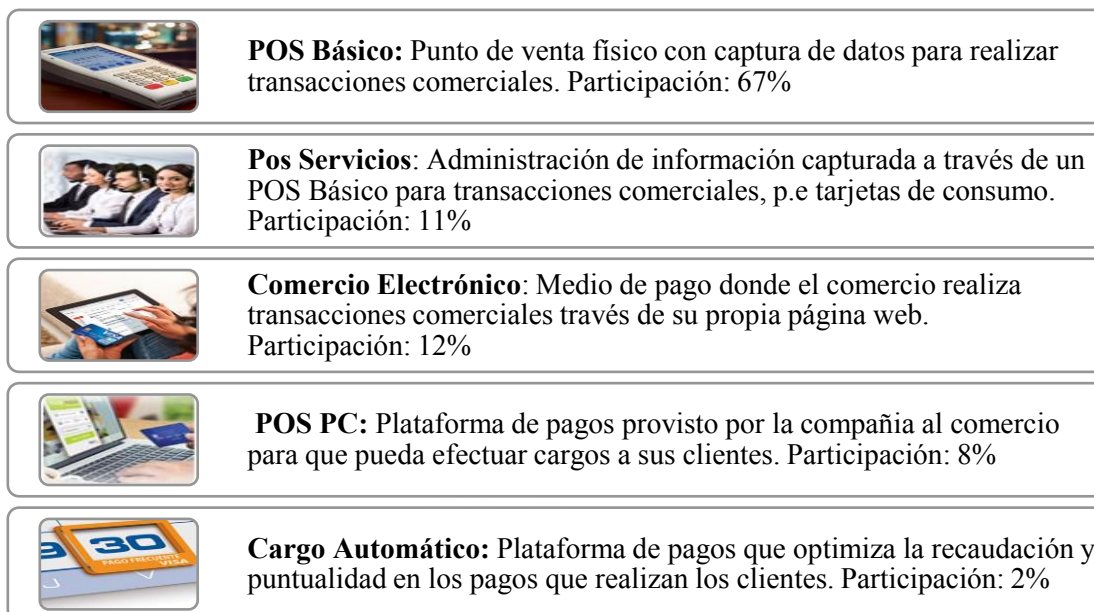 POS Básico: Punto de venta físico con captura de datos para realizar
transacciones comerciales. Participación: 67%
Pos Servicios: Administración de información capturada a través de un
POS Básico para transacciones comerciales, p.e tarjetas de consumo.
Participación: 11%
Comercio Electrónico: Medio de pago donde el comercio realiza
transacciones comerciales través de su propia página web.
Participación: 12%
POS PC: Plataforma de pagos provisto por la compañia al comercio
para que pueda efectuar cargos a sus clientes. Participación: 8%
30
PAGO FRECUENTE
VISA
Cargo Automático: Plataforma de pagos que optimiza la recaudación y
puntualidad en los pagos que realizan los clientes. Participación: 2%